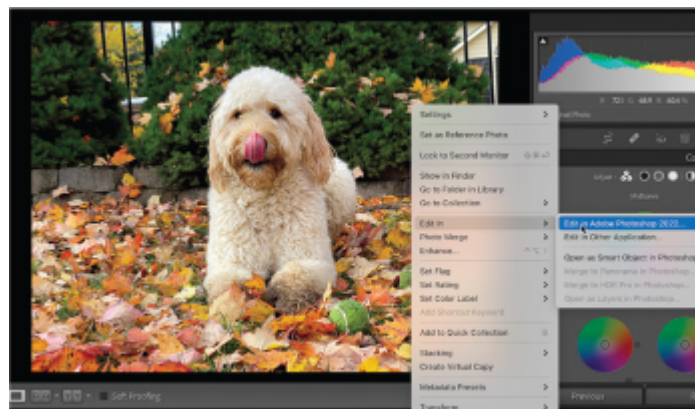 Settings
Set as Reference Photo
Lock to Second Monitor
Show in Finder
Go to Folder in Library
Go to Collection
Edit In
Photo Merge
Enhance...
Set Flag
Set Rating
Set Color Label
Add Shortcut Keyword
Add to Quick Collection
Stacking
Create Virtual Copy
Metadata Presets
Transform
Edit in Adobe Photoshop 2023...
Edit in Other Application...
Open as Smart Object in Photoshop
Merge to Panorama in Photoshop...
Merge to HDR Pro in Photoshop...
Open as Layers in Photoshop...
Soft Proofing
Previous